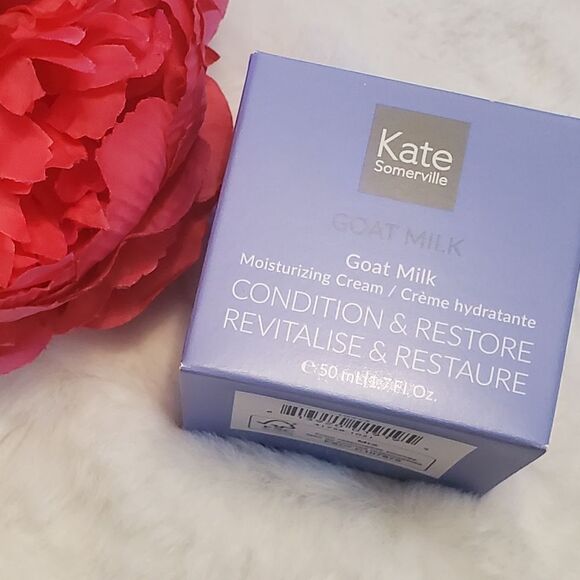 Kate
Somerville
GOAT MILK
Goat Milk
Moisturizing Cream / Crème hydratante
CONDITION & RESTORE
REVITALISE & RESTAURE
℮ 50 mL|1.7 Fl. Oz.